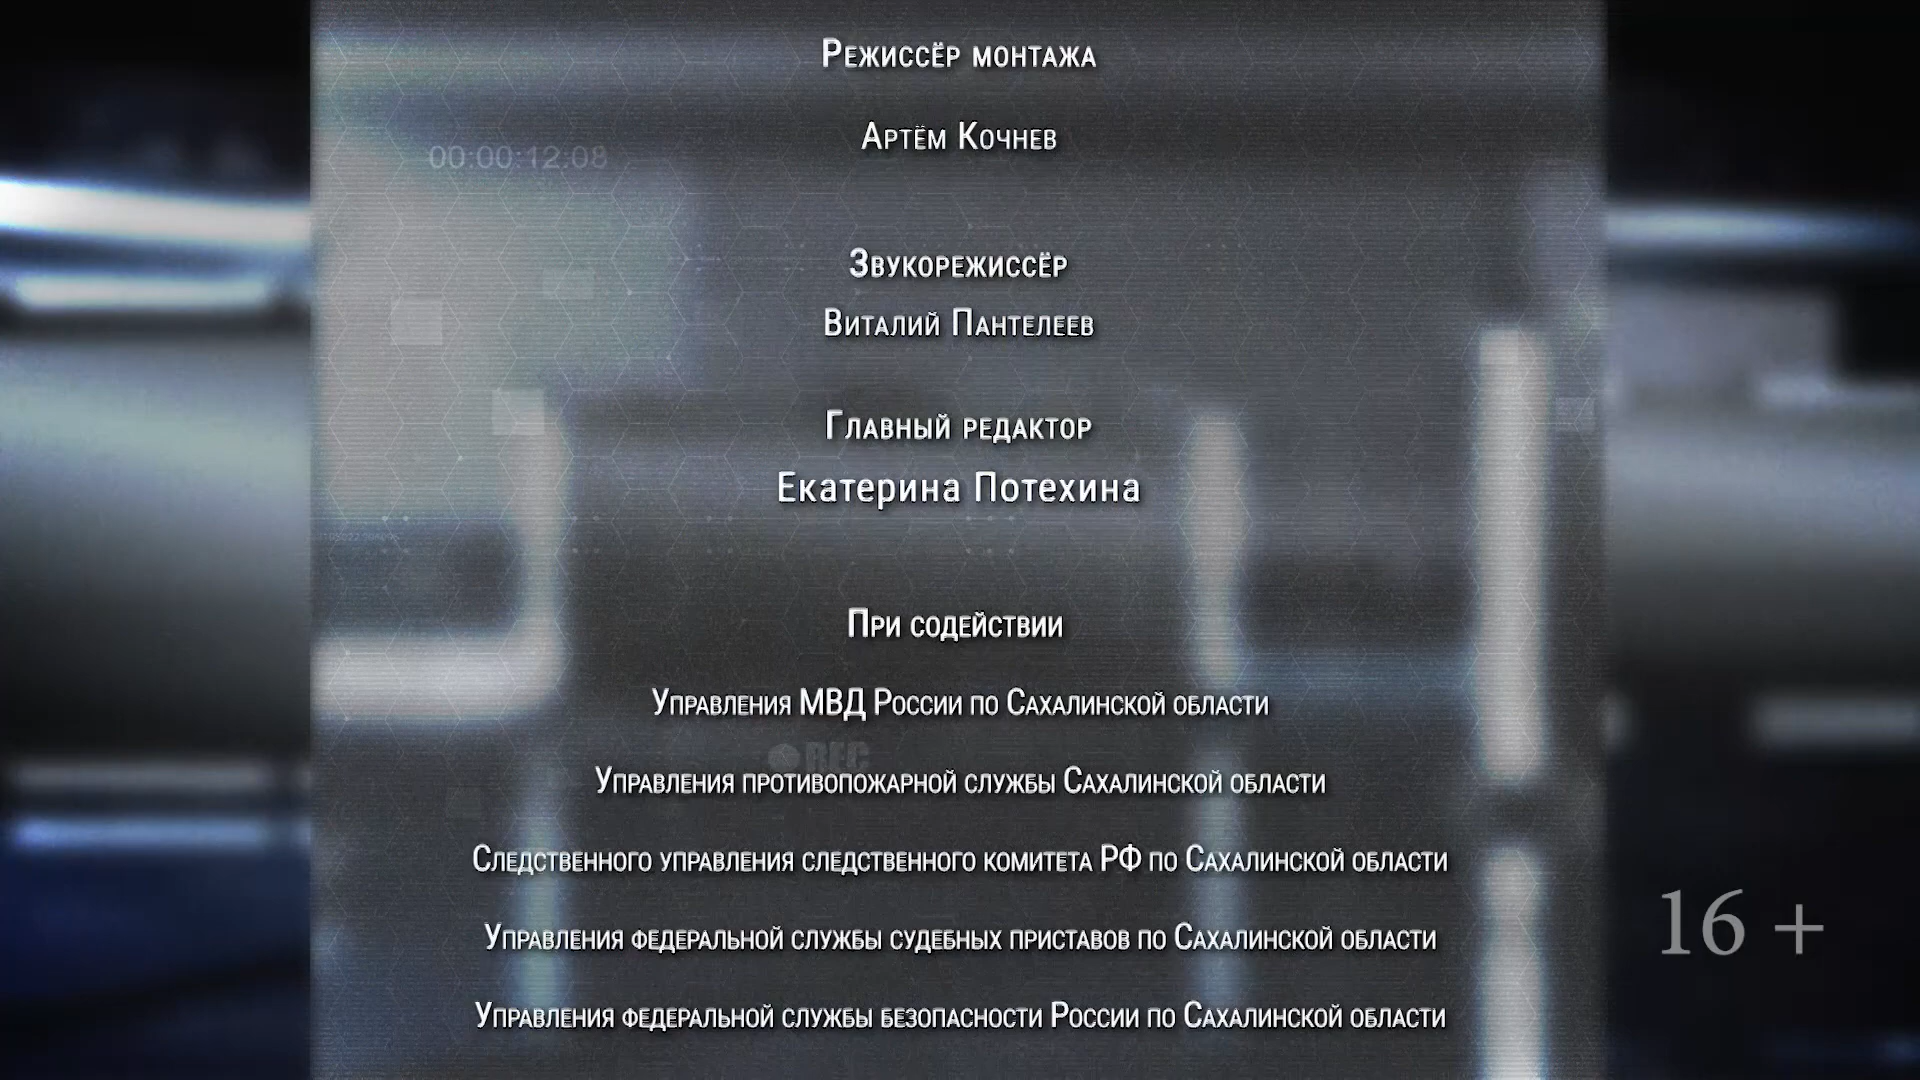 Режиссёр монтажа
Артём Кочнев
00:00:12:08
Звукорежиссёр
Виталий Пантелеев
Главный редактор
Екатерина Потехина
При содействии
Управления МВД России по Сахалинской области
REC
Управления противопожарной службы Сахалинской области
Следственного управления следственного комитета РФ по Сахалинской области
16 +
Управления федеральной службы судебных приставов по Сахалинской области
Управления федеральной службы безопасности России по Сахалинской области